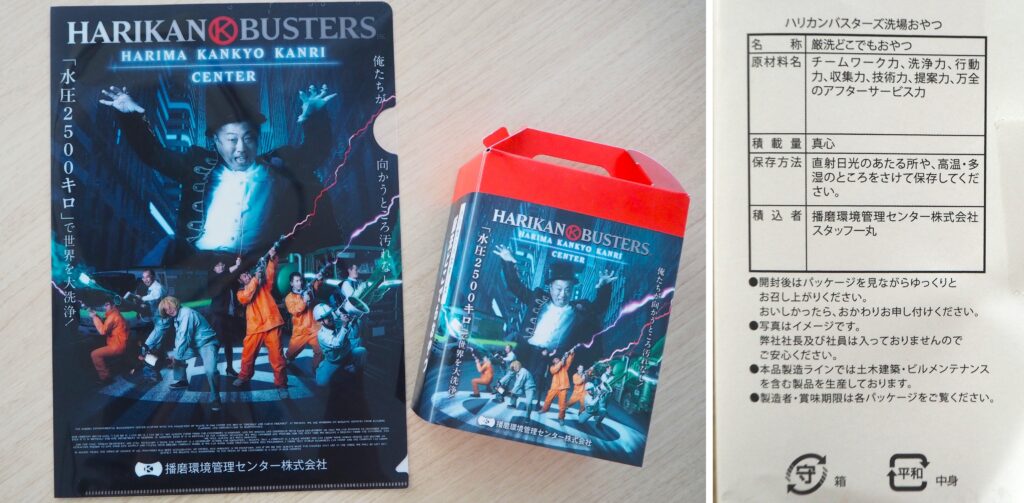 HARIKAN K BUSTERS
HARIMA KANKYO KANRI
CENTER
俺たちが 向かうところ汚れなし
「水圧2500キロ」で世界を大洗浄!
播磨環境管理センター株式会社
HARIKAN K BUSTERS
HARIMA KANKYO KANRI
CENTER
俺たちが向かうところ汚れなし
「水圧2500キロ」で世界を大洗浄!
播磨環境管理センター株式会社
ハリカンバスターズ洗場おやつ
名 称 厳洗どこでもおやつ
原材料名 チームワーク力、洗浄力、行動
力、収集力、技術力、提案力、万全
のアフターサービス力
積 載 量 真心
保存方法 直射日光のあたる所や、高温・多
湿のところをさけて保存してくだ
さい。
積 込 者 播磨環境管理センター株式会社
スタッフ一丸
●開封後はパッケージを見ながらゆっくりと
お召し上がりください。
おいしかったら、おかわりお申し付けください。
●写真はイメージです。
弊社社長及び社員は入っておりませんので
ご安心ください。
●本品製造ラインでは土木建築・ビルメンテナンス
を含む製品を生産しております。
●製造者・賞味期限は各パッケージをご覧ください。
守 箱
平和 中身